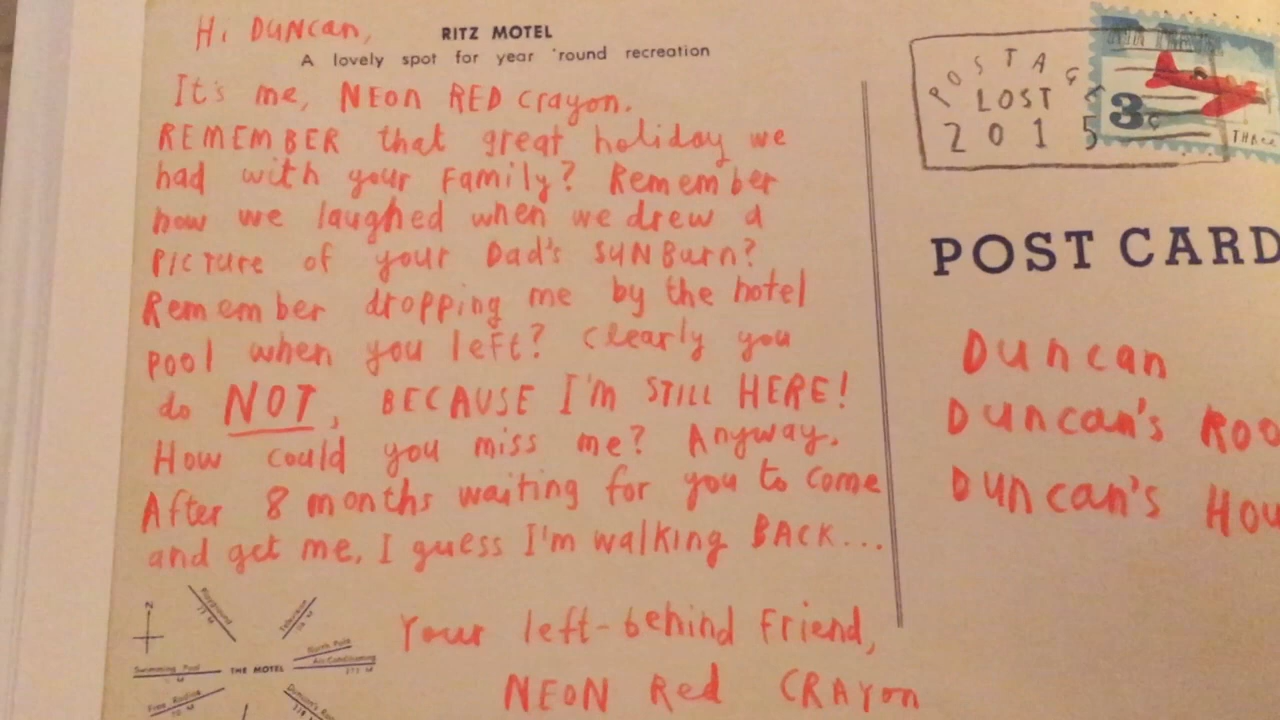 Hi DUNCan,
RITZ MOTEL
A lovely spot for year 'round recreation
It's me, NEON RED Crayon.
REMEMBER that great holiday we
had with your Family? Remember
how we laughed when we drew a
PICTure of your Dad's SUNBurn?
Remember dropping me by the hotel
pool when you left? Clearly you
do NOT, BECAUSE I'm STILL HERE!
How could you miss me? Anyway.
After 8 months waiting for you to come
and get me, I guess I'm walking BACK...
Your left-behind Friend,
NEON Red CRAYon
N
Playground
Television
North Pole
Air-Conditioning
Swimming Pool
THE MOTEL
POSTAGE
LOST
2015
3c
POST CARD
Duncan
Duncan's
Duncan's